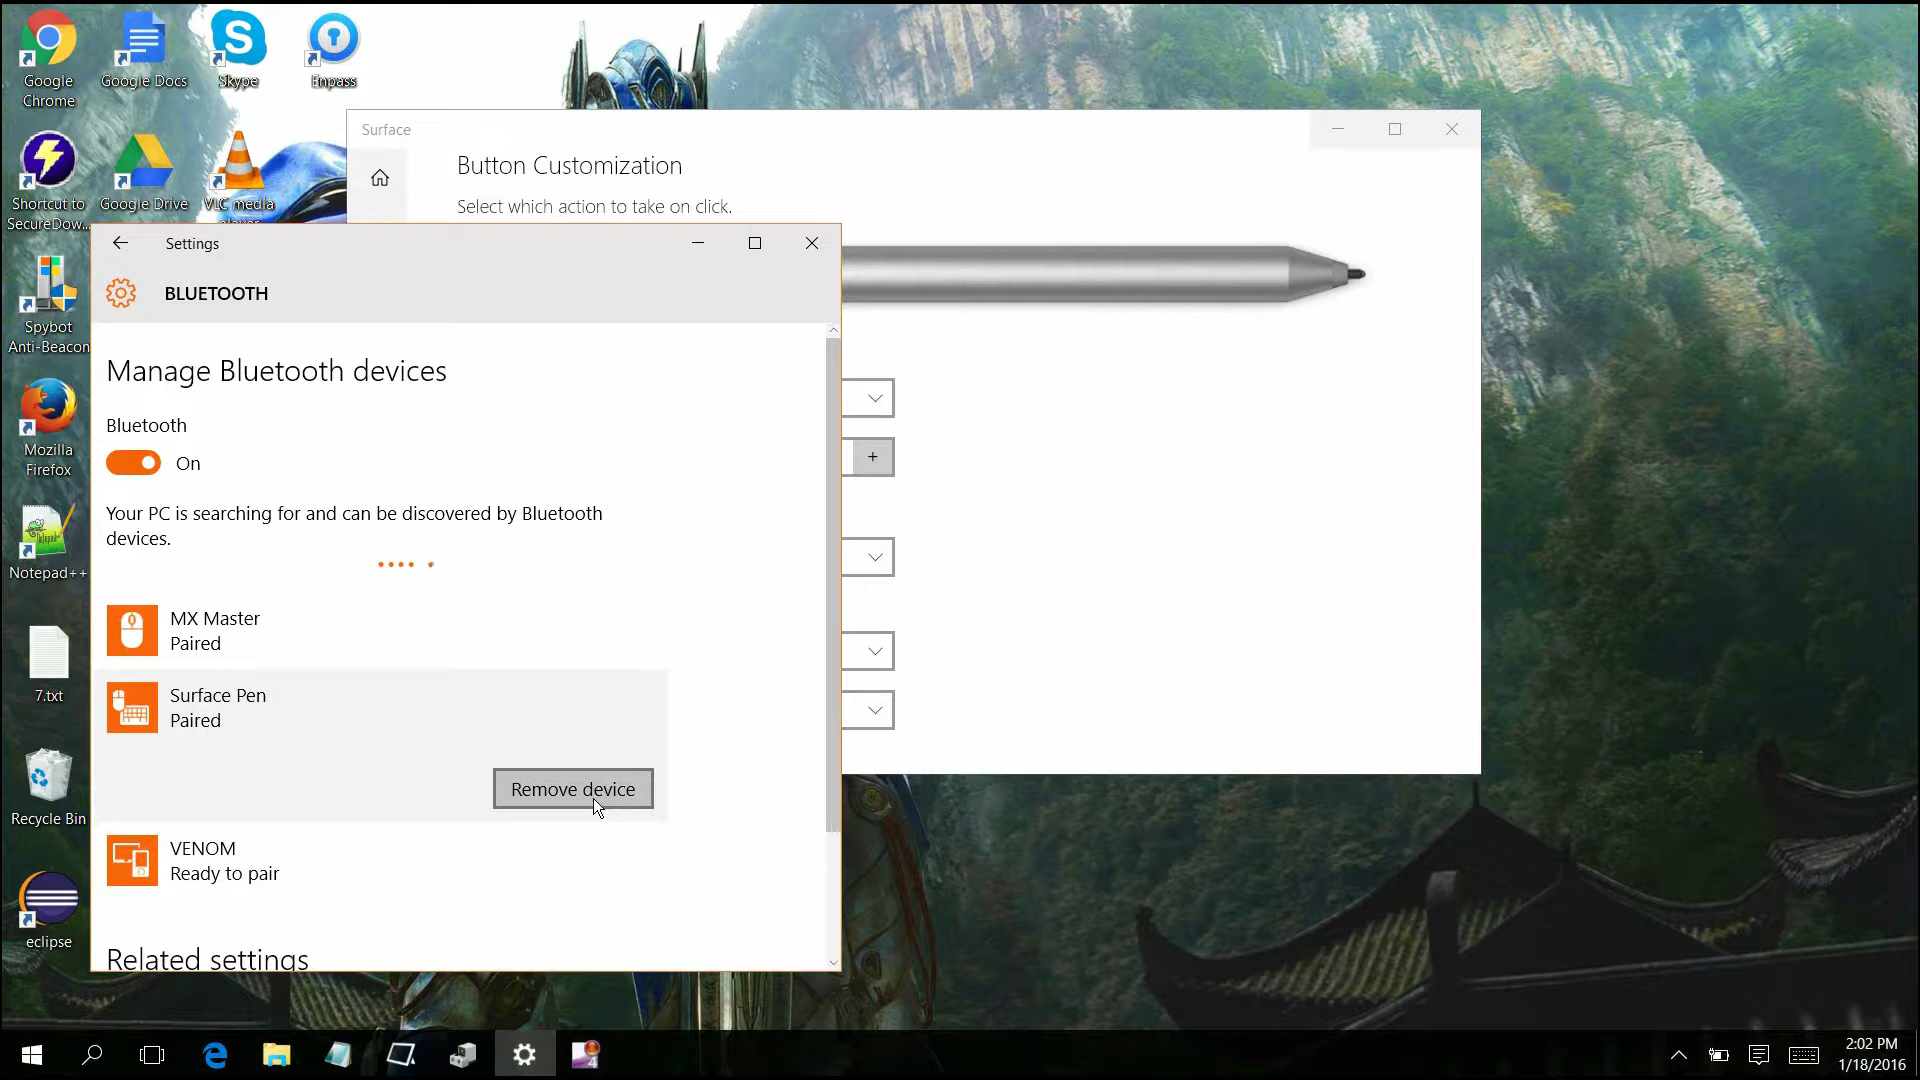 Google
Chrome
Google Docs
Skype
Enpass
Shortcut to
SecureDow...
Google Drive
VLC media
player
Spybot
Anti-Beacon
Mozilla
Firefox
Notepad++
7.txt
Recycle Bin
eclipse
Surface
Button Customization
Select which action to take on click.
+
Settings
BLUETOOTH
Manage Bluetooth devices
Bluetooth
On
Your PC is searching for and can be discovered by Bluetooth
devices.
MX Master
Paired
Surface Pen
Paired
Remove device
VENOM
Ready to pair
Related settings
2:02 PM
1/18/2016